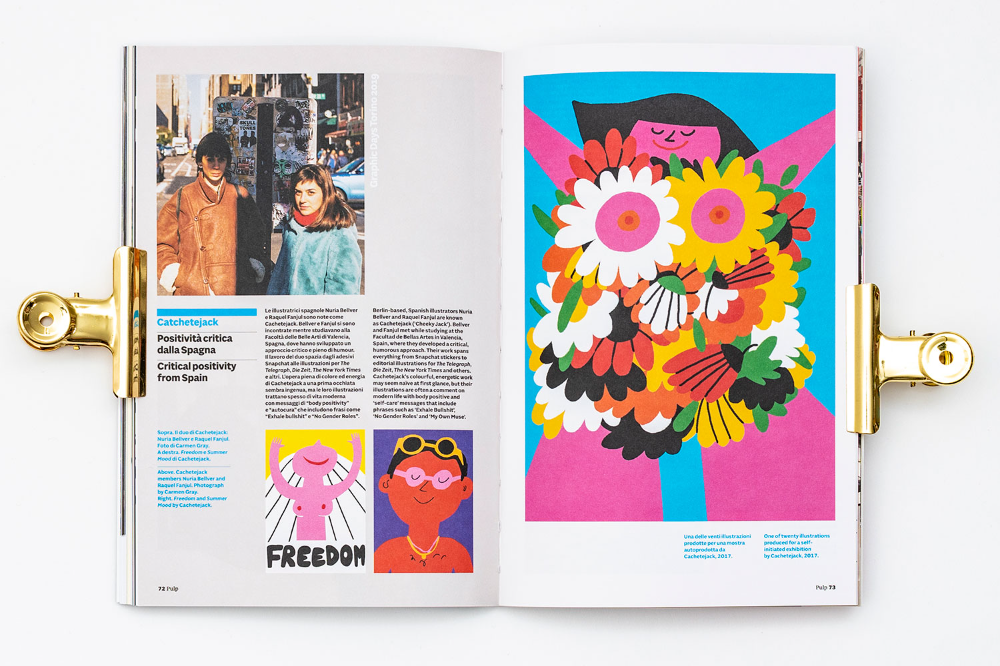 Graphic Days Torino 2019
SKULL
TONES
Catchetejack
Positività critica
dalla Spagna
Critical positivity
from Spain
Le illustratrici spagnole Nuria Bellver
e Raquel Fanjul sono note come
Cachetejack. Bellver e Fanjul si sono
incontrate mentre studiavano alla
Facoltà delle Belle Arti di Valencia,
Spagna, dove hanno sviluppato un
approccio critico e pieno di humour.
Il lavoro del duo spazia dagli adesivi
Snapchat alle illustrazioni per The
Telegraph, Die Zeit, The New York Times
e altri. L'opera piena di colore ed energia
di Cachetejack a una prima occhiata
sembra ingenua, ma le loro illustrazioni
trattano spesso di vita moderna
con messaggi di "body positivity"
e "autocura" che includono frasi come
"Exhale bullshit" e "No Gender Roles".
Berlin-based, Spanish illustrators Nuria
Bellver and Raquel Fanjul are known
as Cachetejack ('Cheeky Jack'). Bellver
and Fanjul met while studying at the
Facultad de Bellas Artes in Valencia,
Spain, where they developed a critical,
humorous approach. Their work spans
everything from Snapchat stickers to
editorial illustrations for The Telegraph,
Die Zeit, The New York Times and others.
Cachetejack's colourful, energetic work
may seem naïve at first glance, but their
illustrations are often a comment on
modern life with body positive and
'self-care' messages that include
phrases such as 'Exhale Bullshit',
'No Gender Roles' and 'My Own Muse'.
Sopra. Il duo di Cachetejack:
Nuria Bellver e Raquel Fanjul.
Foto di Carmen Gray.
A destra. Freedom e Summer
Mood di Cachetejack.
Above. Cachetejack
members Nuria Bellver and
Raquel Fanjul. Photograph
by Carmen Gray.
Right. Freedom and Summer
Mood by Cachetejack.
FREEDOM
72 Pulp
Una delle venti illustrazioni
prodotte per una mostra
autoprodotta da
Cachetejack, 2017.
One of twenty illustrations
produced for a self-
initiated exhibition
by Cachetejack, 2017.
Pulp 73